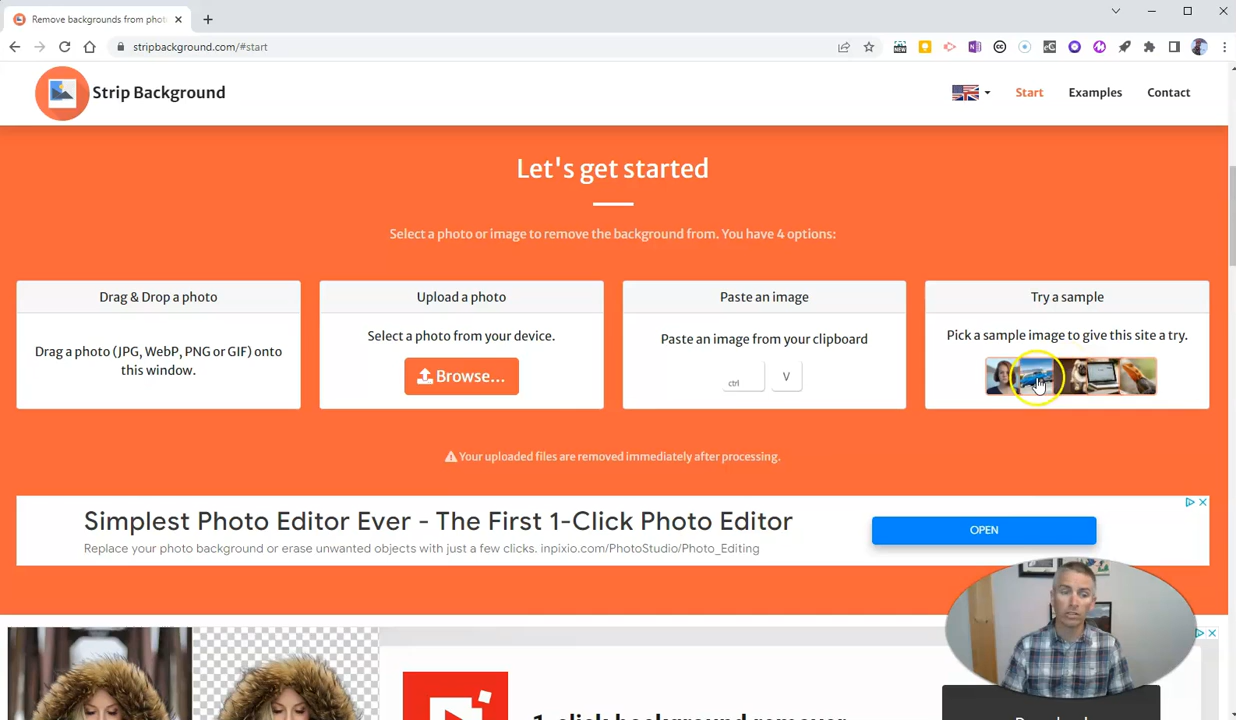 Remove backgrounds from phot
stripbackground.com/#start
NEW
Strip Background
Start
Examples
Contact
Let's get started
Select a photo or image to remove the background from. You have 4 options:
Drag & Drop a photo
Drag a photo (JPG, WebP, PNG or GIF) onto
this window.
Upload a photo
Select a photo from your device.
Browse...
Paste an image
Paste an image from your clipboard
ctrl
V
Try a sample
Pick a sample image to give this site a try.
Your uploaded files are removed immediately after processing.
Simplest Photo Editor Ever - The First 1-Click Photo Editor
Replace your photo background or erase unwanted objects with just a few clicks. inpixio.com/PhotoStudio/Photo_Editing
OPEN
1-click background remover